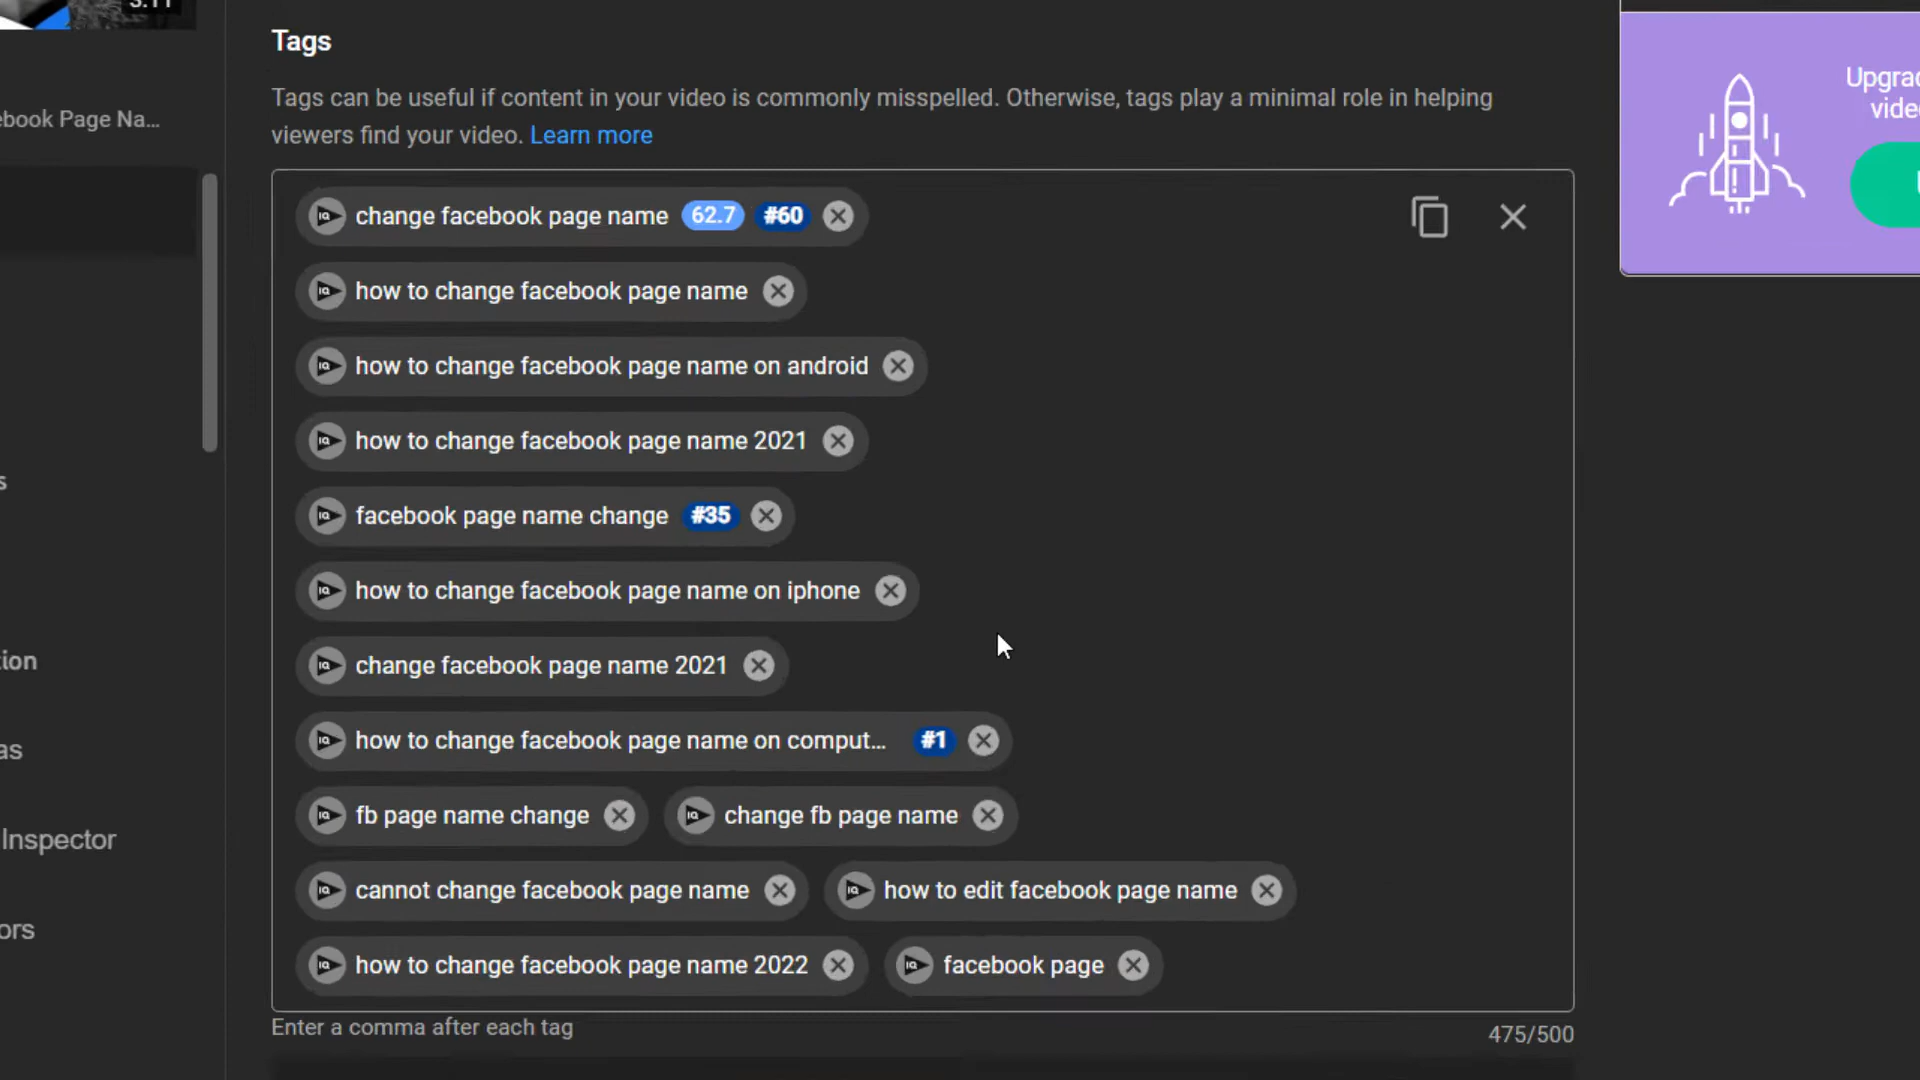 3:11
Tags
Tags can be useful if content in your video is commonly misspelled. Otherwise, tags play a minimal role in helping
viewers find your video. Learn more
ebook Page Na...
Upgrad
vide
change facebook page name 62.7 #60
how to change facebook page name
how to change facebook page name on android
how to change facebook page name 2021
s
facebook page name change #35
how to change facebook page name on iphone
tion
change facebook page name 2021
as
how to change facebook page name on comput... #1
Inspector
fb page name change change fb page name
cannot change facebook page name how to edit facebook page name
ors
how to change facebook page name 2022 facebook page
Enter a comma after each tag
475/500